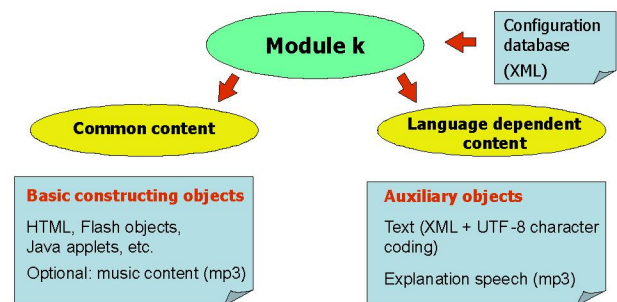 Module k
Configuration
database
(XML)
Common content
Language dependent
content
Basic constructing objects
HTML, Flash objects,
Java applets, etc.
Optional: music content (mp3)
Auxiliary objects
Text (XML + UTF-8 character
coding)
Explanation speech (mp3)